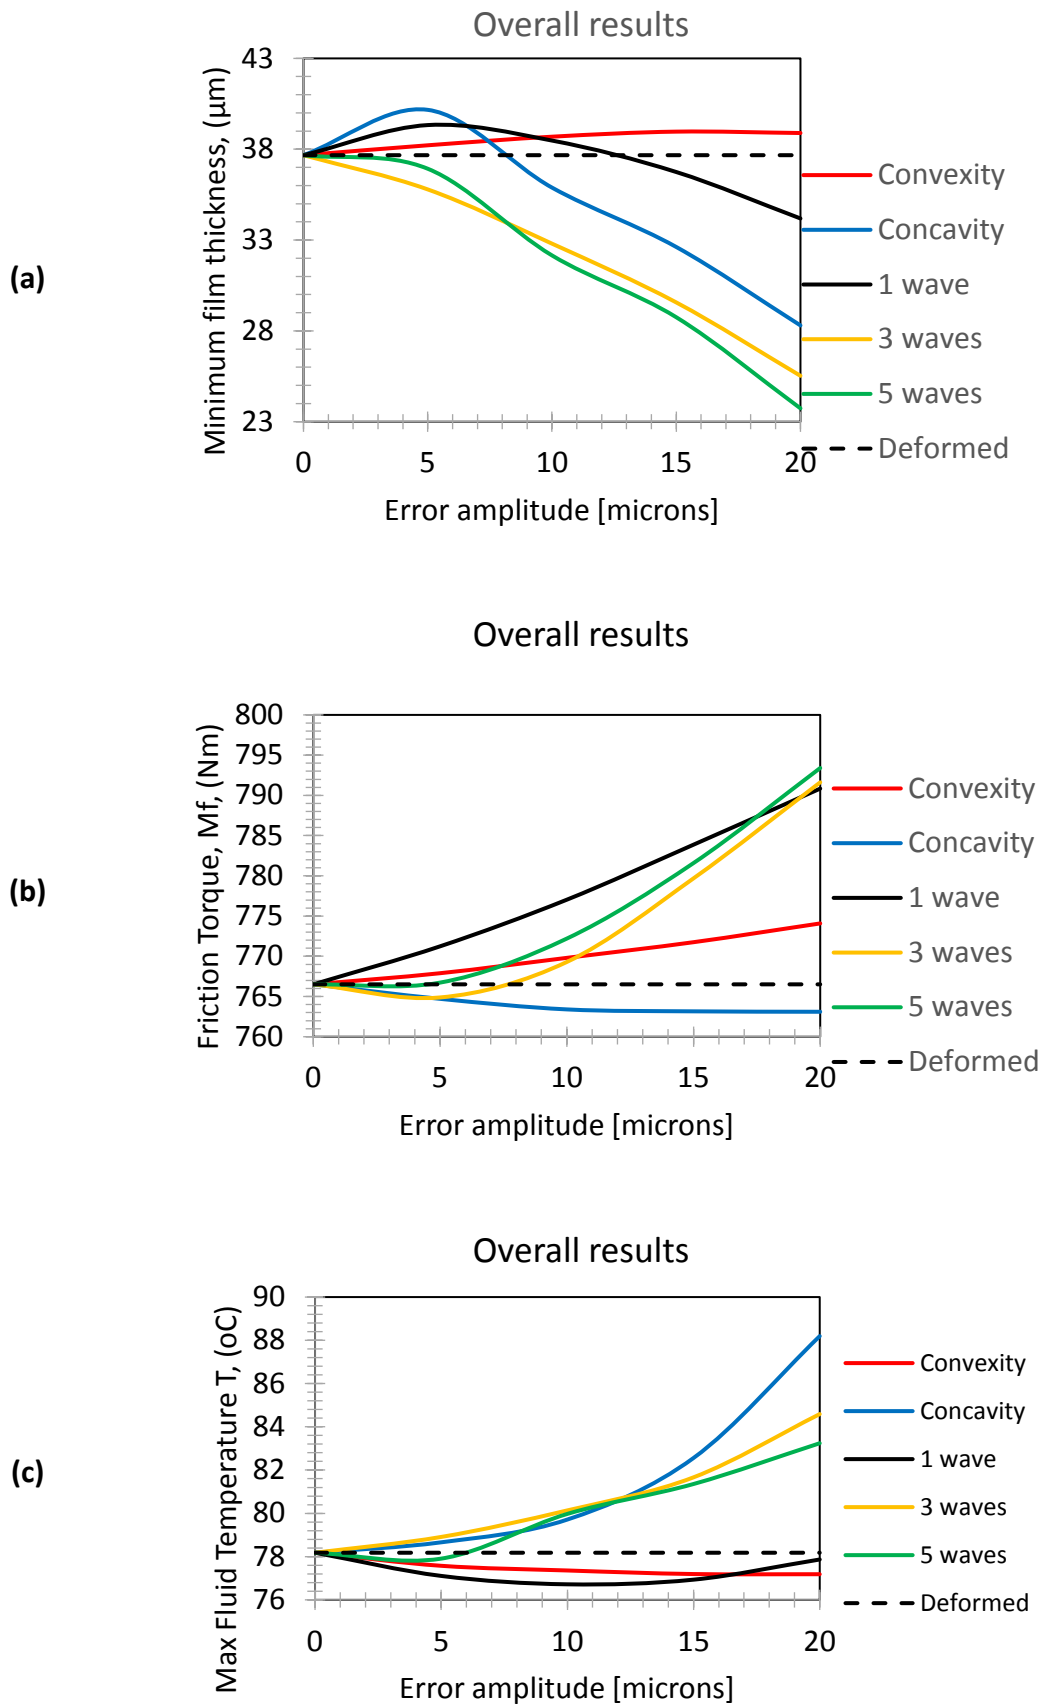 Overall results
43
38
33
28
23
Minimum film thickness, (μm)
(a)
0 5 10 15 20
Error amplitude [microns]
Convexity
Concavity
1 wave
3 waves
5 waves
Deformed
Overall results
800
795
790
785
780
775
770
765
760
Friction Torque, Mf, (Nm)
(b)
0 5 10 15 20
Error amplitude [microns]
Convexity
Concavity
1 wave
3 waves
5 waves
Deformed
Overall results
90
88
86
84
82
80
78
76
Max Fluid Temperature T, (oC)
(c)
0 5 10 15 20
Error amplitude [microns]
Convexity
Concavity
1 wave
3 waves
5 waves
Deformed